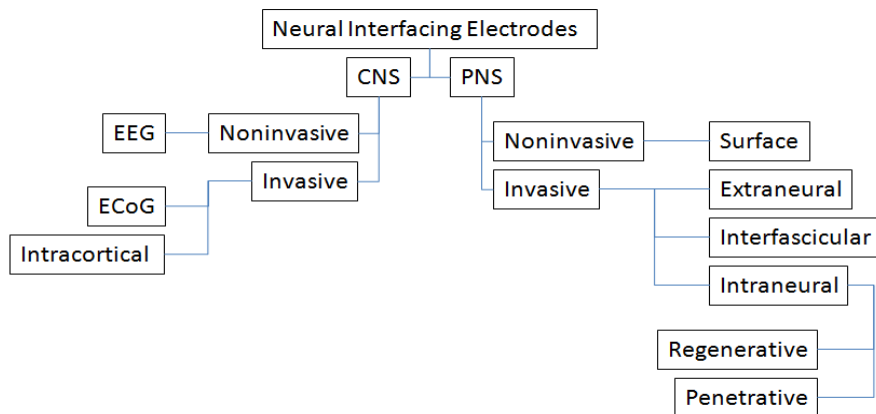 Neural Interfacing Electrodes
CNS
PNS
EEG
Noninvasive
Invasive
ECoG
Intracortical
Noninvasive
Surface
Invasive
Extraneural
Interfascicular
Intraneural
Regenerative
Penetrative